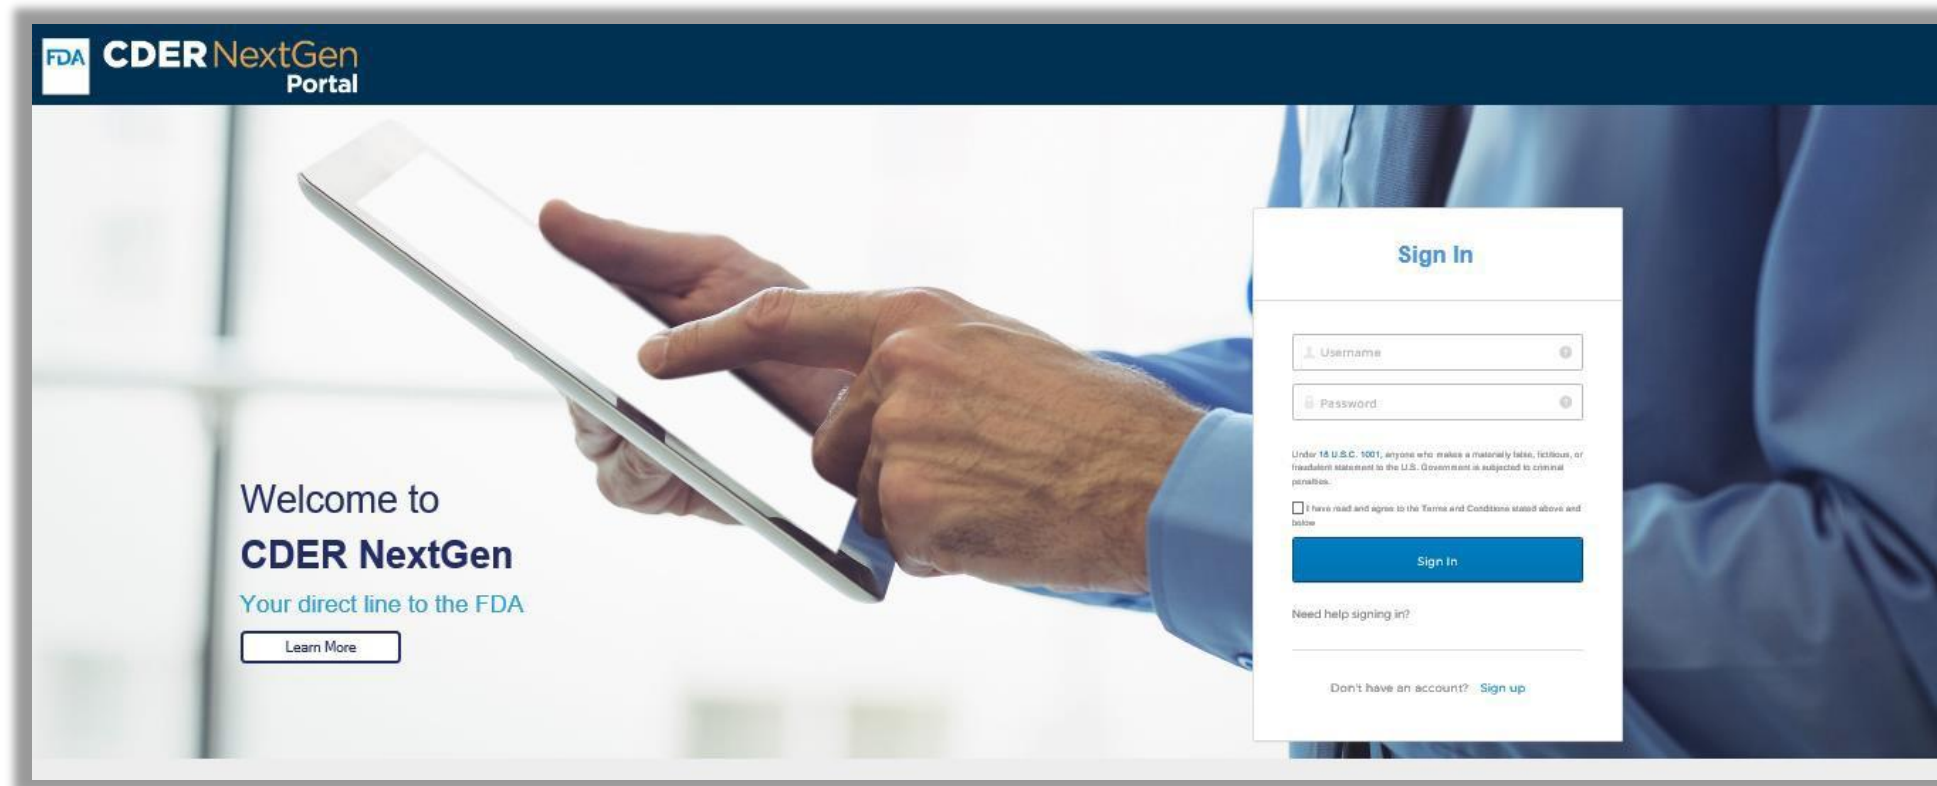 FDA
CDER NextGen
Portal
Sign In
Username
Password
Under 18 U.S.C. 1001, anyone who makes a materially false, fictitious, or
fraudulent statement to the U.S. Government is subjected to criminal
penalties.
I have read and agree to the Terms and Conditions stated above and
below
Sign In
Need help signing in?
Don't have an account? Sign up
Welcome to
CDER NextGen
Your direct line to the FDA
Learn More